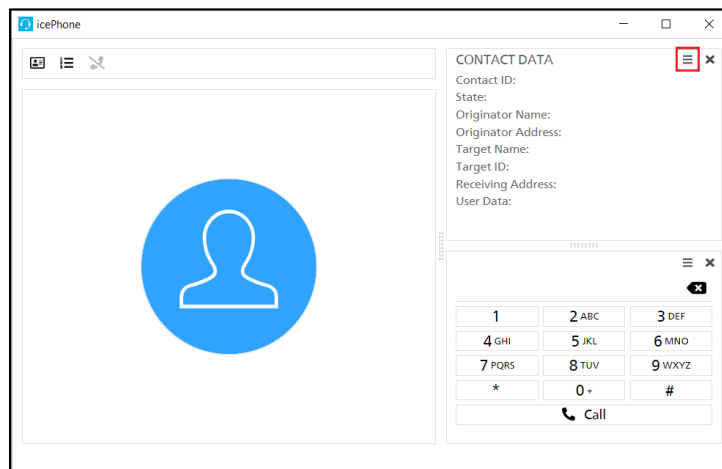 icePhone
CONTACT DATA
Contact ID:
State:
Originator Name:
Originator Address:
Target Name:
Target ID:
Receiving Address:
User Data:
1 2 ABC 3 DEF
4 GHI 5 JKL 6 MNO
7 PQRS 8 TUV 9 WXYZ
* 0 + #
Call